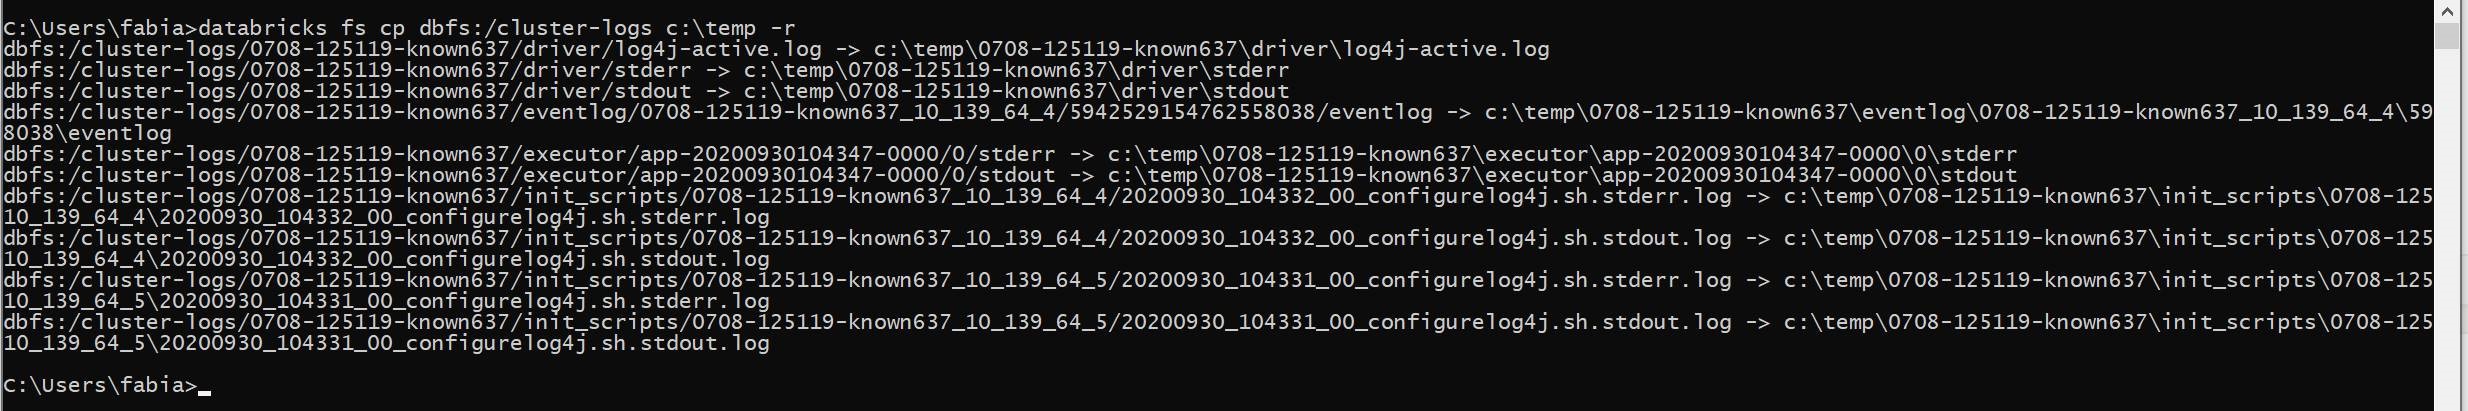 C:\Users\fabia>databricks fs cp dbfs:/cluster-logs c:\temp -r
dbfs:/cluster-logs/0708-125119-known637/driver/log4j-active.log -> c:\temp\0708-125119-known637\driver\log4j-active.log
dbfs:/cluster-logs/0708-125119-known637/driver/stderr -> c:\temp\0708-125119-known637\driver\stderr
dbfs:/cluster-logs/0708-125119-known637/driver/stdout -> c:\temp\0708-125119-known637\driver\stdout
dbfs:/cluster-logs/0708-125119-known637/eventlog/0708-125119-known637_10_139_64_4/5942529154762558038/eventlog -> c:\temp\0708-125119-known637\eventlog\0708-125119-known637_10_139_64_4\59
8038\eventlog
dbfs:/cluster-logs/0708-125119-known637/executor/app-20200930104347-0000/0/stderr -> c:\temp\0708-125119-known637\executor\app-20200930104347-0000\0\stderr
dbfs:/cluster-logs/0708-125119-known637/executor/app-20200930104347-0000/0/stdout -> c:\temp\0708-125119-known637\executor\app-20200930104347-0000\0\stdout
dbfs:/cluster-logs/0708-125119-known637/init_scripts/0708-125119-known637_10_139_64_4/20200930_104332_00_configurelog4j.sh.stderr.log -> c:\temp\0708-125119-known637\init_scripts\0708-125
10_139_64_4\20200930_104332_00_configurelog4j.sh.stderr.log
dbfs:/cluster-logs/0708-125119-known637/init_scripts/0708-125119-known637_10_139_64_4/20200930_104332_00_configurelog4j.sh.stdout.log -> c:\temp\0708-125119-known637\init_scripts\0708-125
10_139_64_4\20200930_104332_00_configurelog4j.sh.stdout.log
dbfs:/cluster-logs/0708-125119-known637/init_scripts/0708-125119-known637_10_139_64_5/20200930_104331_00_configurelog4j.sh.stderr.log -> c:\temp\0708-125119-known637\init_scripts\0708-125
10_139_64_5\20200930_104331_00_configurelog4j.sh.stderr.log
dbfs:/cluster-logs/0708-125119-known637/init_scripts/0708-125119-known637_10_139_64_5/20200930_104331_00_configurelog4j.sh.stdout.log -> c:\temp\0708-125119-known637\init_scripts\0708-125
10_139_64_5\20200930_104331_00_configurelog4j.sh.stdout.log
C:\Users\fabia>